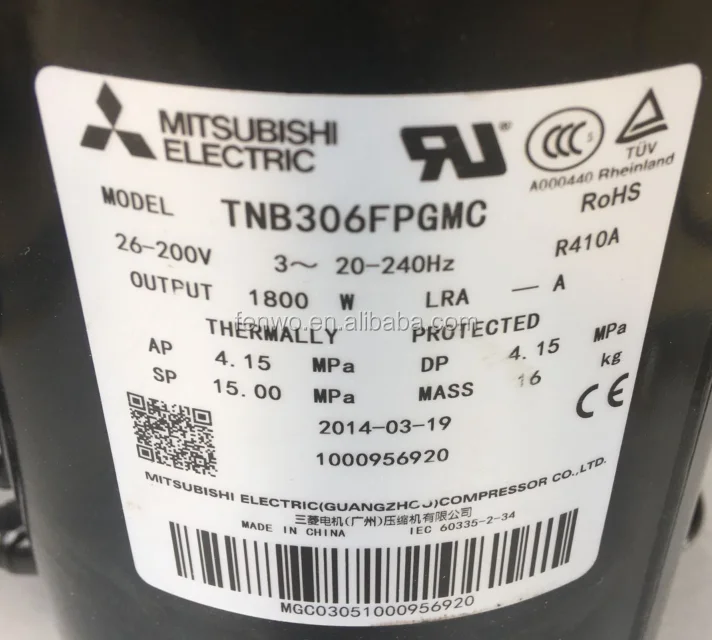 MITSUBISHI
ELECTRIC
RU®
CCC S
TÜV
Rheinland
A000440
MODEL TNB306FPGMC RoHS
26-200V 3~ 20-240Hz R410A
OUTPUT 1800 W LRA — A
fenwo.en.alibaba.com
THERMALLY PROTECTED
AP 4.15 MPa DP 4.15 MPa
SP 15.00 MPa MASS 16 kg
CE
2014-03-19
1000956920
MITSUBISHI ELECTRIC(GUANGZHOU)COMPRESSOR CO.,LTD.
三菱电机(广州)压缩机有限公司
MADE IN CHINA IEC 60335-2-34
MGC03051000956920